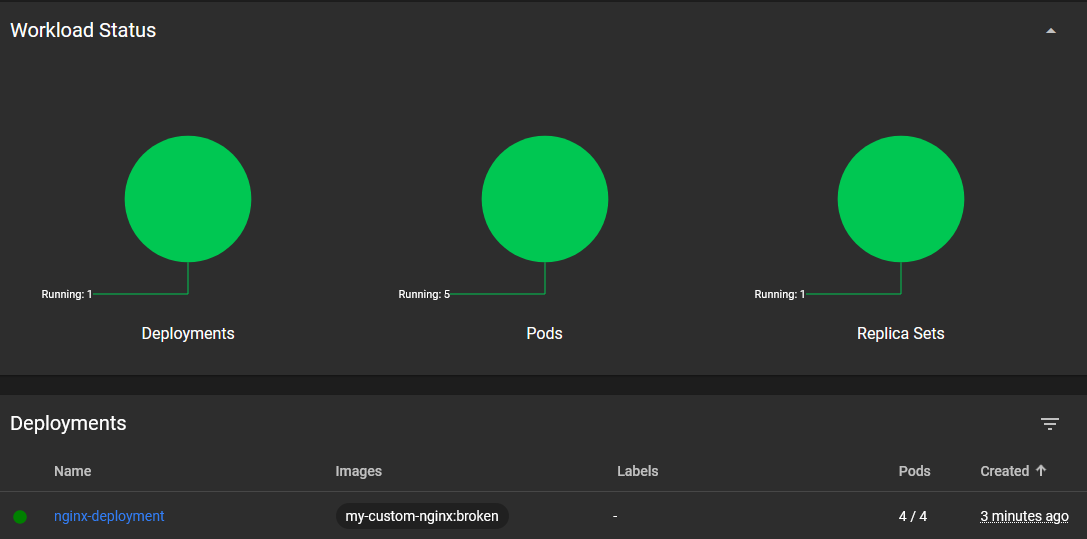 Workload Status
Running: 1 Running: 5 Running: 1
Deployments Pods Replica Sets
Deployments
Name Images Labels Pods Created
nginx-deployment my-custom-nginx:broken - 4 / 4 3 minutes ago